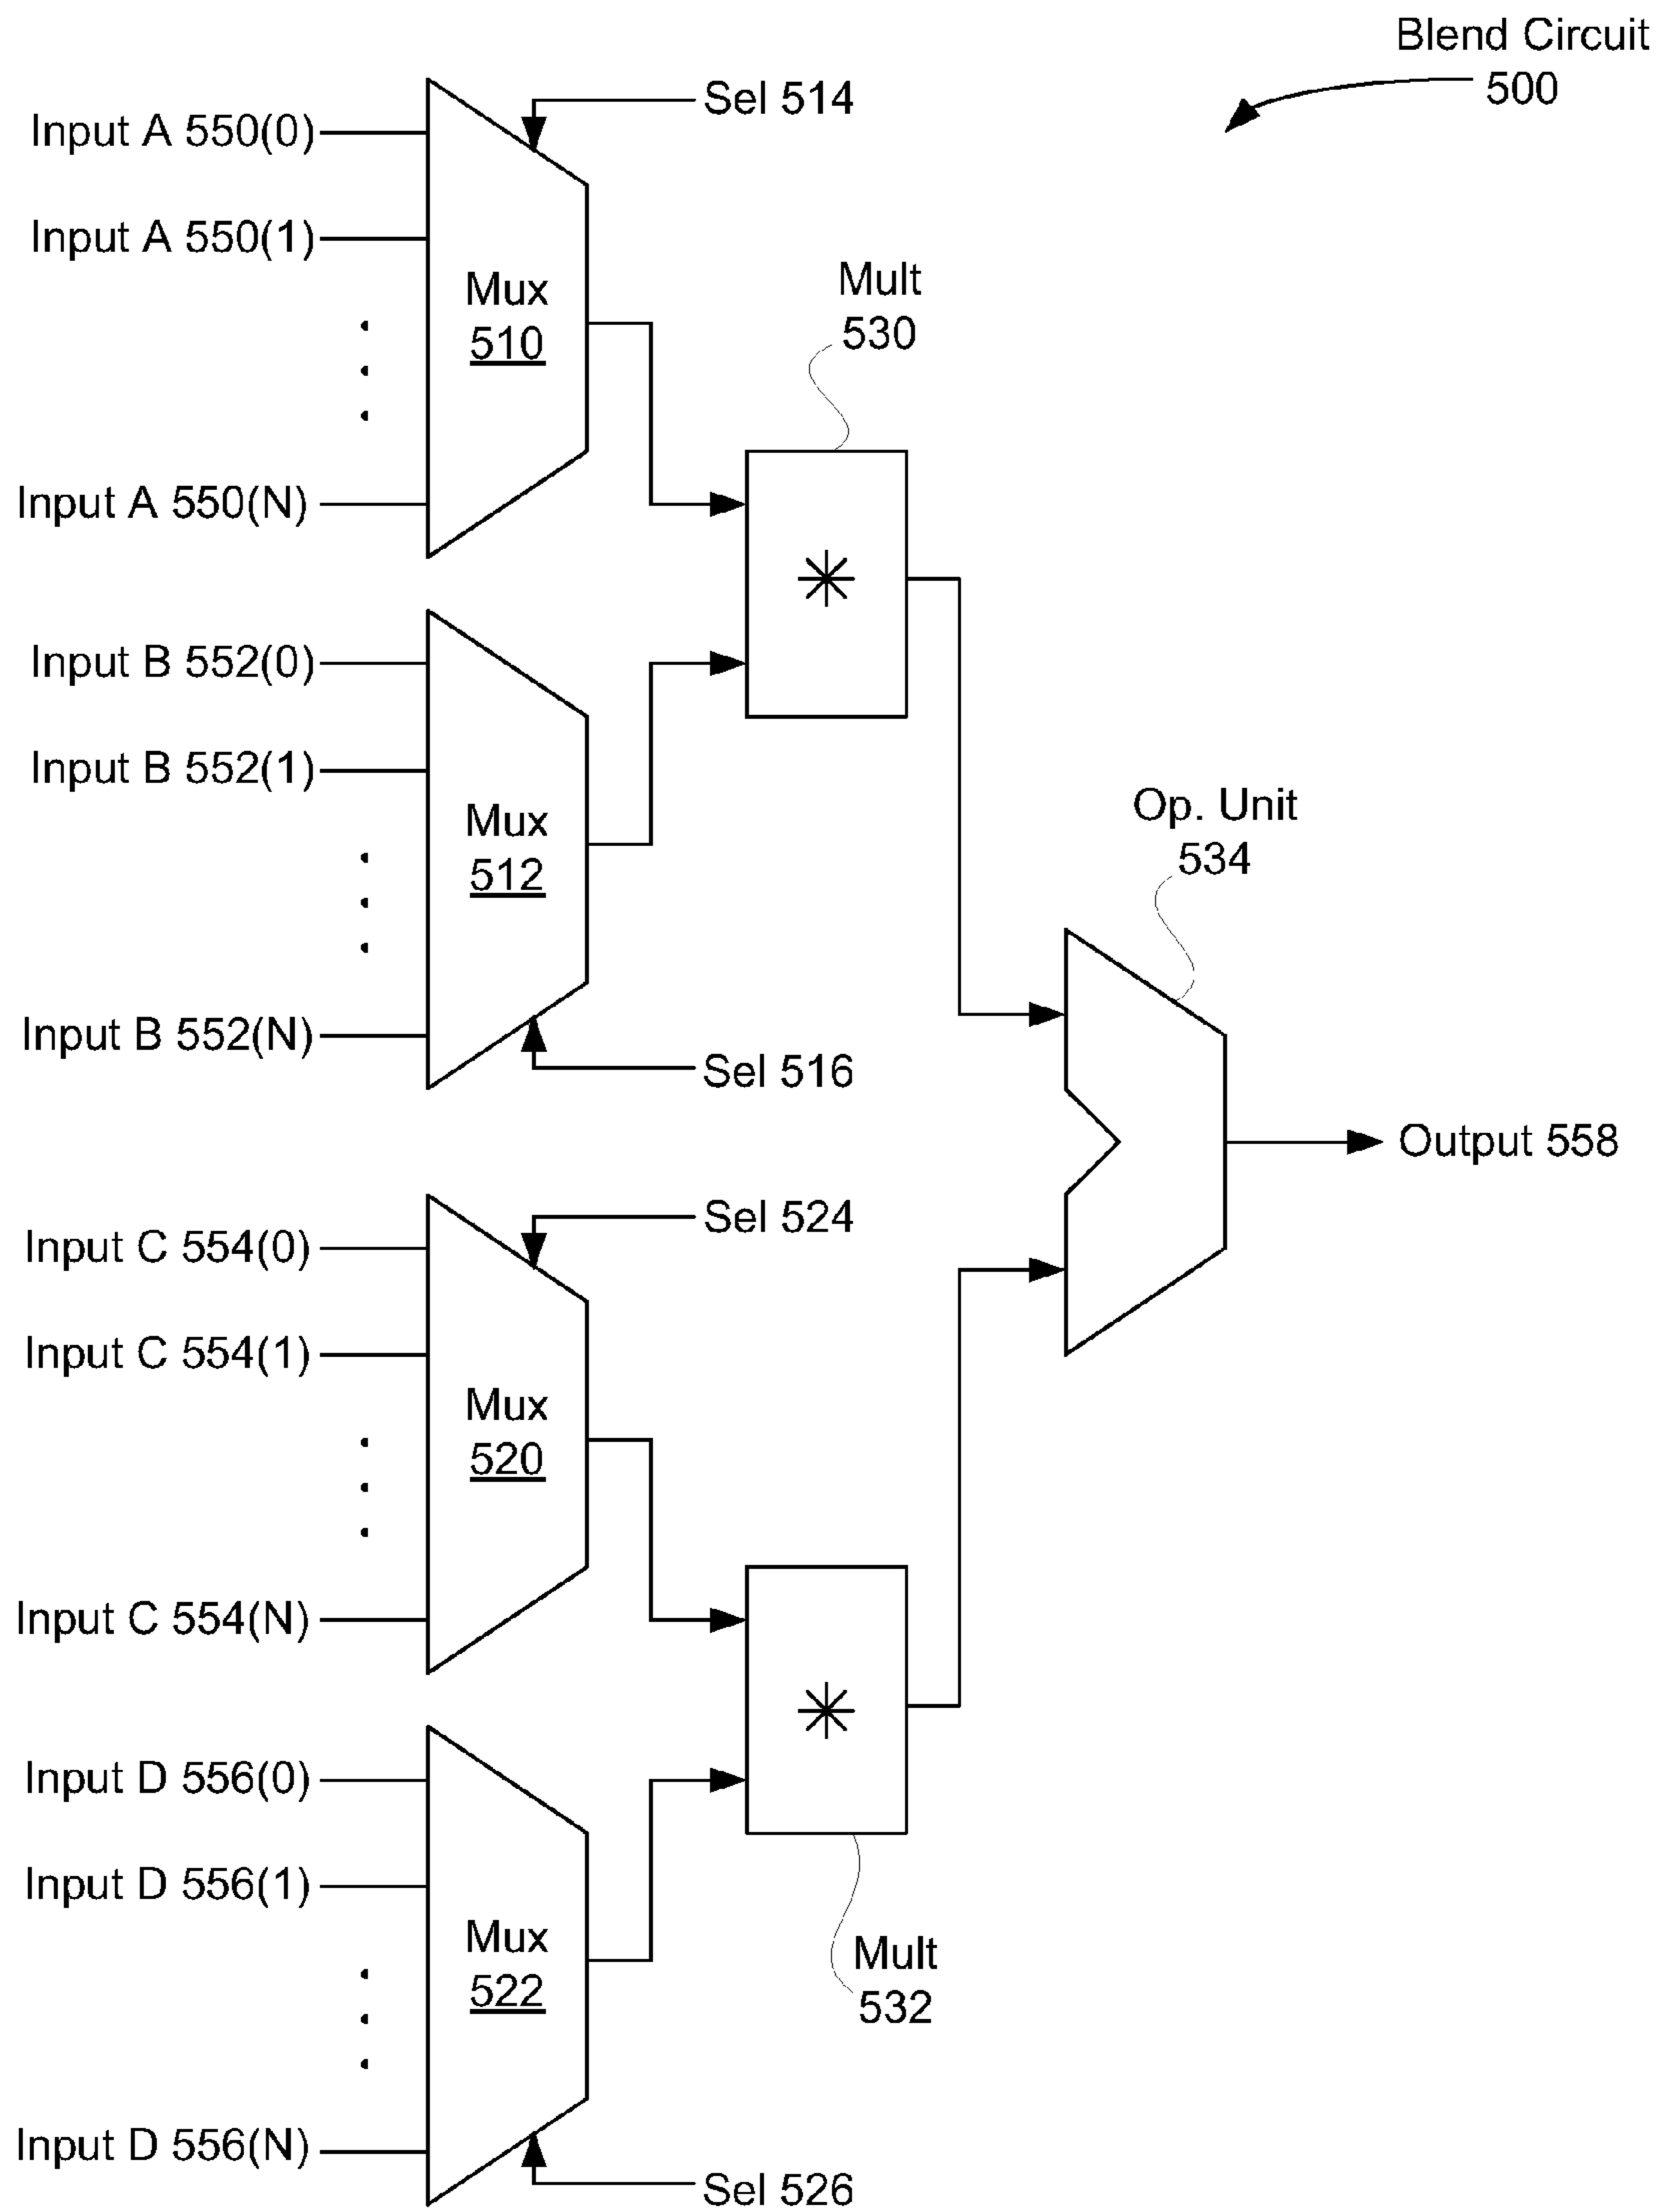 Blend Circuit
500
Sel 514
Input A 550(0)
Input A 550(1)
Mux
510
Input A 550(N)
Mult
530
*
Input B 552(0)
Input B 552(1)
Mux
512
Input B 552(N)
Sel 516
Op. Unit
534
Output 558
Sel 524
Input C 554(0)
Input C 554(1)
Mux
520
Input C 554(N)
*
Input D 556(0)
Input D 556(1)
Mux
522
Mult
532
Input D 556(N)
Sel 526